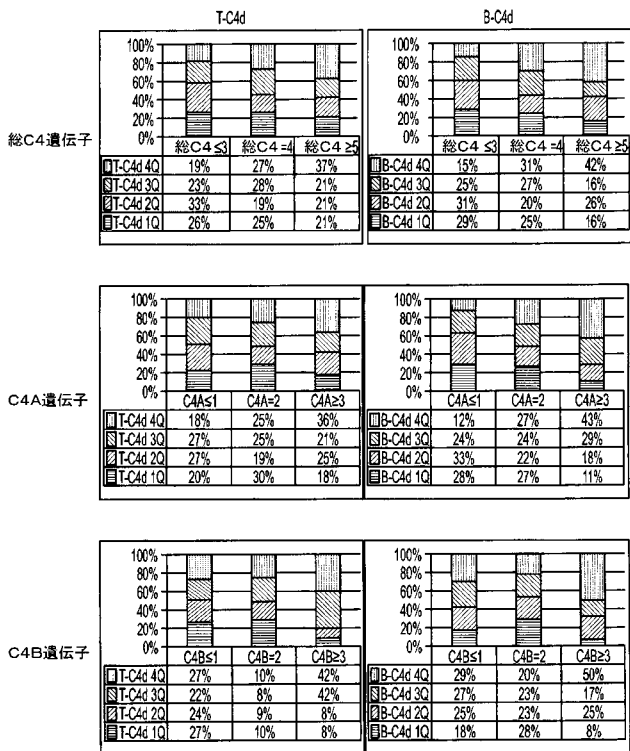 T-C4d
B-C4d
総C4遺伝子
100%
80%
60%
40%
20%
0%
総C4 ≤3 総C4 =4 総C4 ≥5
T-C4d 4Q 19% 27% 37%
T-C4d 3Q 23% 28% 21%
T-C4d 2Q 33% 19% 21%
T-C4d 1Q 26% 25% 21%
100%
80%
60%
40%
20%
0%
総C4 ≤3 総C4 =4 総C4 ≥5
B-C4d 4Q 15% 31% 42%
B-C4d 3Q 25% 27% 16%
B-C4d 2Q 31% 20% 26%
B-C4d 1Q 29% 25% 16%
C4A遺伝子
100%
80%
60%
40%
20%
0%
C4A≤1 C4A=2 C4A≥3
T-C4d 4Q 18% 25% 36%
T-C4d 3Q 27% 25% 21%
T-C4d 2Q 27% 19% 25%
T-C4d 1Q 20% 30% 18%
100%
80%
60%
40%
20%
0%
C4A≤1 C4A=2 C4A≥3
B-C4d 4Q 12% 27% 43%
B-C4d 3Q 24% 24% 29%
B-C4d 2Q 33% 22% 18%
B-C4d 1Q 28% 27% 11%
C4B遺伝子
100%
80%
60%
40%
20%
0%
C4B≤1 C4B=2 C4B≥3
T-C4d 4Q 27% 10% 42%
T-C4d 3Q 22% 8% 42%
T-C4d 2Q 24% 9% 8%
T-C4d 1Q 27% 10% 8%
100%
80%
60%
40%
20%
0%
C4B≤1 C4B=2 C4B≥3
B-C4d 4Q 29% 20% 50%
B-C4d 3Q 27% 23% 17%
B-C4d 2Q 25% 23% 25%
B-C4d 1Q 18% 28% 8%